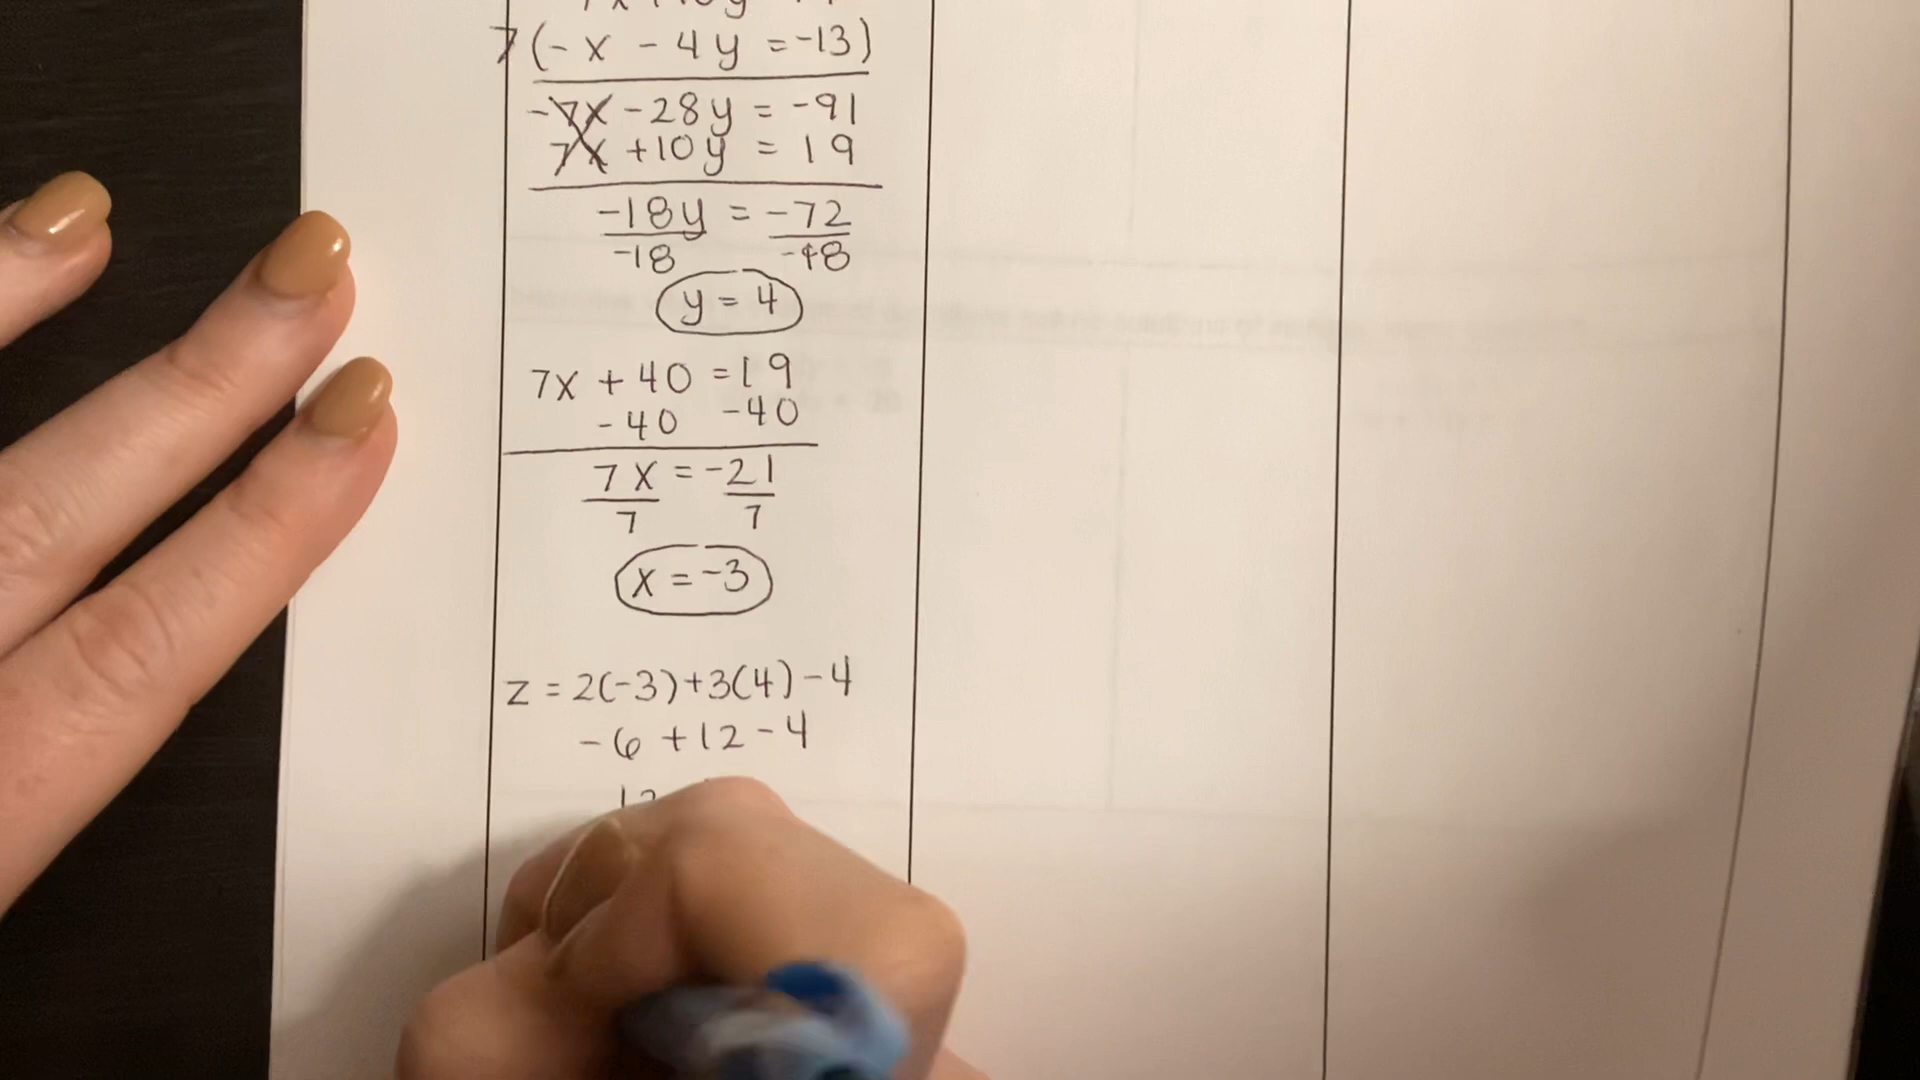 7(-x - 4y = -13)
-7x - 28y = -91
7x + 10y = 19
-18y = -72
-18 -18
y = 4
7x + 40 = 19
- 40 -40
7x = -21
7 7
x = -3
z = 2(-3)+3(4)-4
-6 + 12 - 4